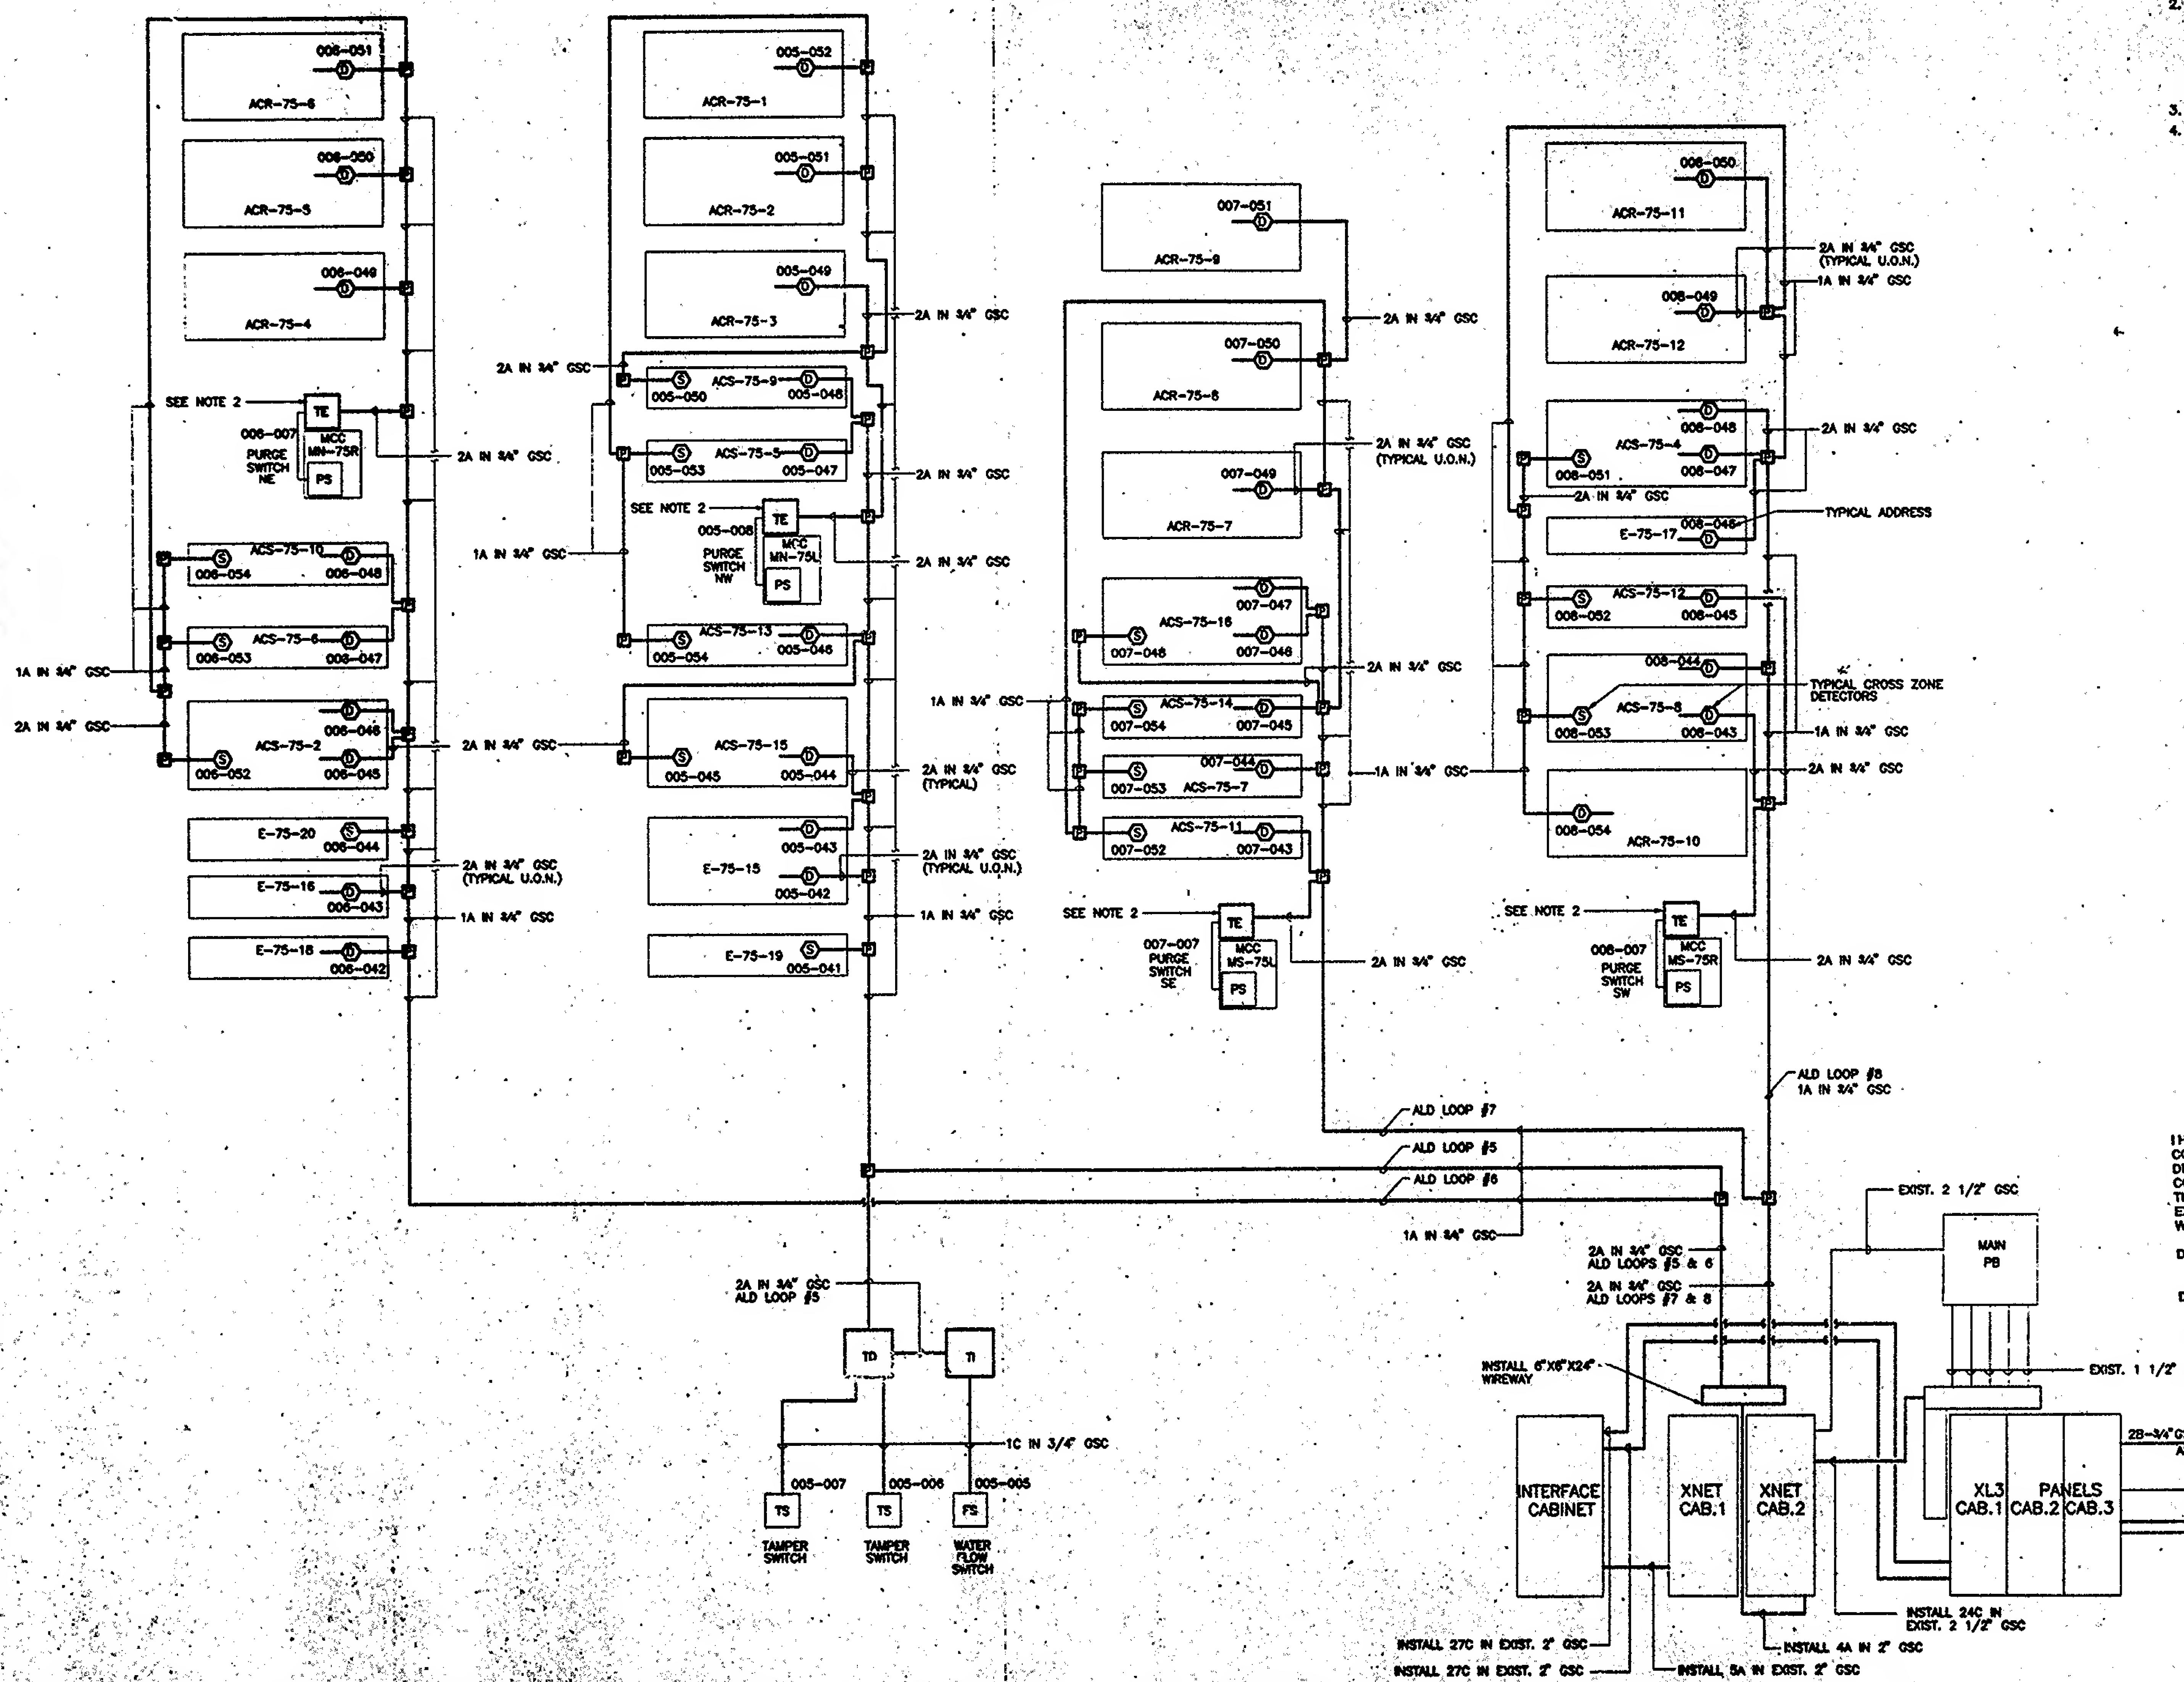 006-051
D
P
ACR-75-6
006-050
D
P
ACR-75-5
006-049
D
P
ACR-75-4
SEE NOTE 2
TE
P
006-007
PURGE
SWITCH
NE
MCC
MN-75R
PS
2A IN 3/4" GSC
P
S
ACS-75-10
D
006-054
006-048
P
P
S
ACS-75-6
D
006-053
006-047
1A IN 3/4" GSC
P
2A IN 3/4" GSC
D
006-046
P
ACS-75-2
P
S
D
006-052
006-045
2A IN 3/4" GSC
E-75-20
S
P
006-044
E-75-16
D
P
006-043
2A IN 3/4" GSC
(TYPICAL U.O.N.)
1A IN 3/4" GSC
E-75-18
D
P
006-042
005-052
D
P
ACR-75-1
005-051
D
P
ACR-75-2
005-049
D
ACR-75-3
2A IN 3/4" GSC
P
2A IN 3/4" GSC
P
S
ACS-75-9
D
005-050
005-048
P
P
S
ACS-75-5
D
005-053
005-047
2A IN 3/4" GSC
SEE NOTE 2
TE
P
005-008
PURGE
SWITCH
NW
MCC
MN-75L
PS
1A IN 3/4" GSC
2A IN 3/4" GSC
P
S
ACS-75-13
D
P
005-054
005-046
ACS-75-15
P
S
D
005-045
005-044
2A IN 3/4" GSC
(TYPICAL)
P
D
005-043
E-75-15
D
P
005-042
2A IN 3/4" GSC
(TYPICAL U.O.N.)
1A IN 3/4" GSC
E-75-19
S
P
005-041
007-051
D
ACR-75-9
2A IN 3/4" GSC
007-050
D
P
ACR-75-8
2A IN 3/4" GSC
(TYPICAL U.O.N.)
007-049
D
P
ACR-75-7
D
007-047
P
ACS-75-16
P
S
D
007-048
007-046
2A IN 3/4" GSC
1A IN 3/4" GSC
P
S
ACS-75-14
D
P
007-054
007-045
P
S
007-044
D
P
007-053
ACS-75-7
1A IN 3/4" GSC
P
S
ACS-75-11
D
007-052
007-043
P
SEE NOTE 2
TE
007-007
PURGE
SWITCH
SE
MCC
MS-75L
PS
2A IN 3/4" GSC
008-050
D
ACR-75-11
2A IN 3/4" GSC
(TYPICAL U.O.N.)
1A IN 3/4" GSC
008-049
D
P
ACR-75-12
D
008-048
2A IN 3/4" GSC
ACS-75-4
P
S
D
P
008-051
008-047
2A IN 3/4" GSC
P
008-046
TYPICAL ADDRESS
E-75-17
D
P
S
ACS-75-12
D
008-052
008-045
008-044
D
P
TYPICAL CROSS ZONE
DETECTORS
P
S
ACS-75-8
D
008-053
008-043
1A IN 3/4" GSC
2A IN 3/4" GSC
P
D
008-054
ACR-75-10
SEE NOTE 2
TE
008-007
PURGE
SWITCH
SW
MCC
MS-75R
PS
2A IN 3/4" GSC
ALD LOOP #8
1A IN 3/4" GSC
ALD LOOP #7
P
ALD LOOP #5
ALD LOOP #6
P
P
1A IN 3/4" GSC
2A IN 3/4" GSC
ALD LOOPS #5 & 6
2A IN 3/4" GSC
ALD LOOPS #7 & 8
EXIST. 2 1/2" GSC
MAIN
PB
2A IN 3/4" GSC
ALD LOOP #5
TD
TI
1C IN 3/4" GSC
005-007
005-006
005-005
TS
TS
FS
TAMPER
SWITCH
TAMPER
SWITCH
WATER
FLOW
SWITCH
INSTALL 6"X6"X24"
WIREWAY
EXIST. 1 1/2"
INTERFACE
CABINET
XNET
CAB.1
XNET
CAB.2
XL3
CAB.1
PANELS
CAB.2
CAB.3
2B-3/4"
INSTALL 24C IN
EXIST. 2 1/2" GSC
INSTALL 27C IN EXIST. 2" GSC
INSTALL 4A IN 2" GSC
INSTALL 27C IN EXIST. 2" GSC
INSTALL 5A IN EXIST. 2" GSC
2.
3.
4.